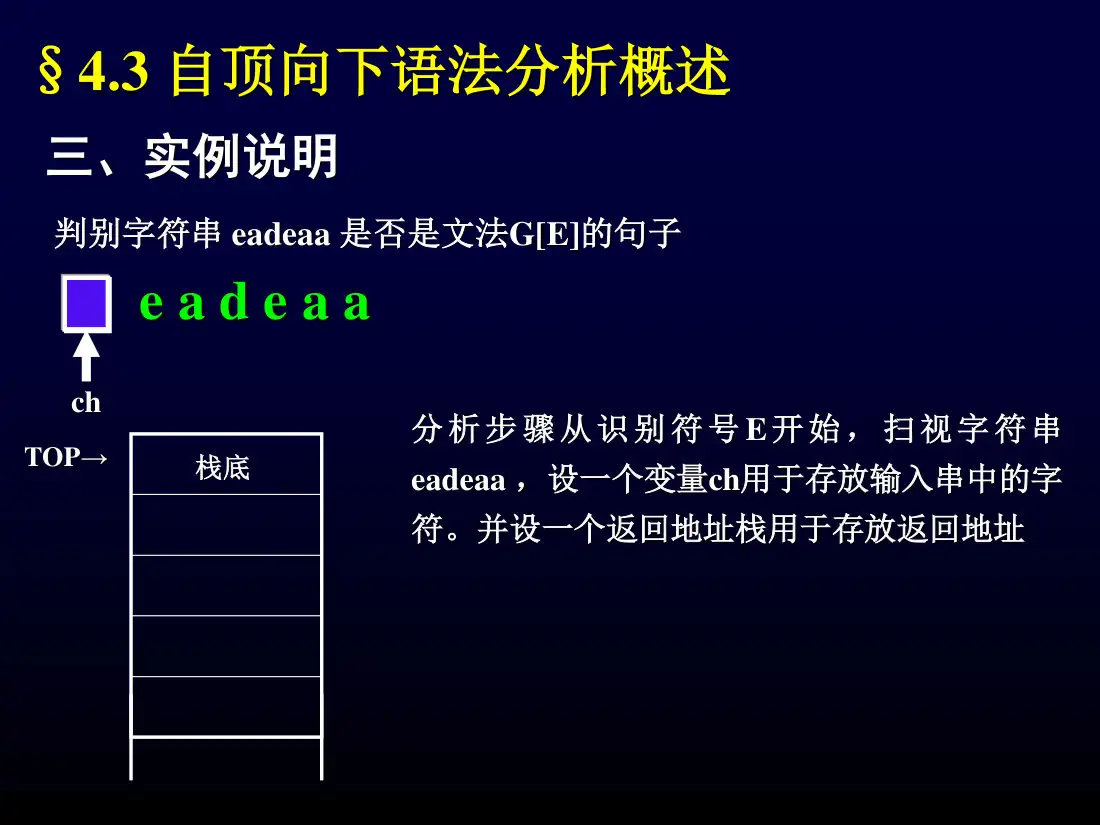 §4.3 自顶向下语法分析概述
三、实例说明
判别字符串 eadeaa 是否是文法G[E]的句子
e a d e a a
ch
TOP→
栈底
分析步骤从识别符号E开始，扫视字符串
eadeaa ，设一个变量ch用于存放输入串中的字
符。并设一个返回地址栈用于存放返回地址